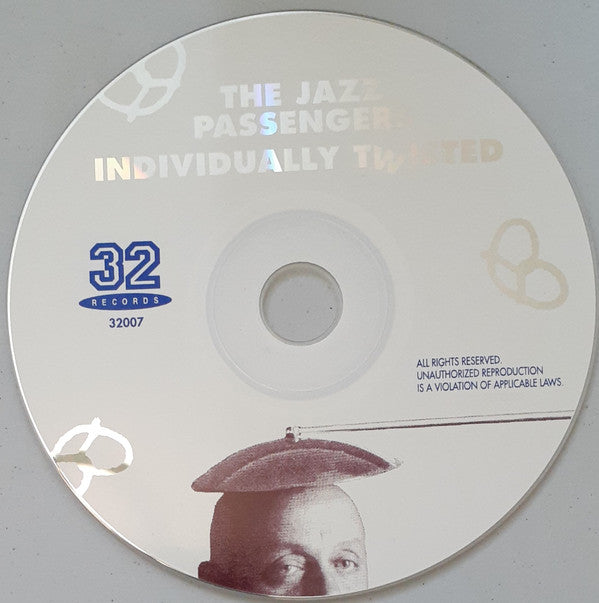 THE JAZZ
PASSENGERS
INDIVIDUALLY TWISTED
32
RECORDS
32007
ALL RIGHTS RESERVED.
UNAUTHORIZED REPRODUCTION
IS A VIOLATION OF APPLICABLE LAWS.